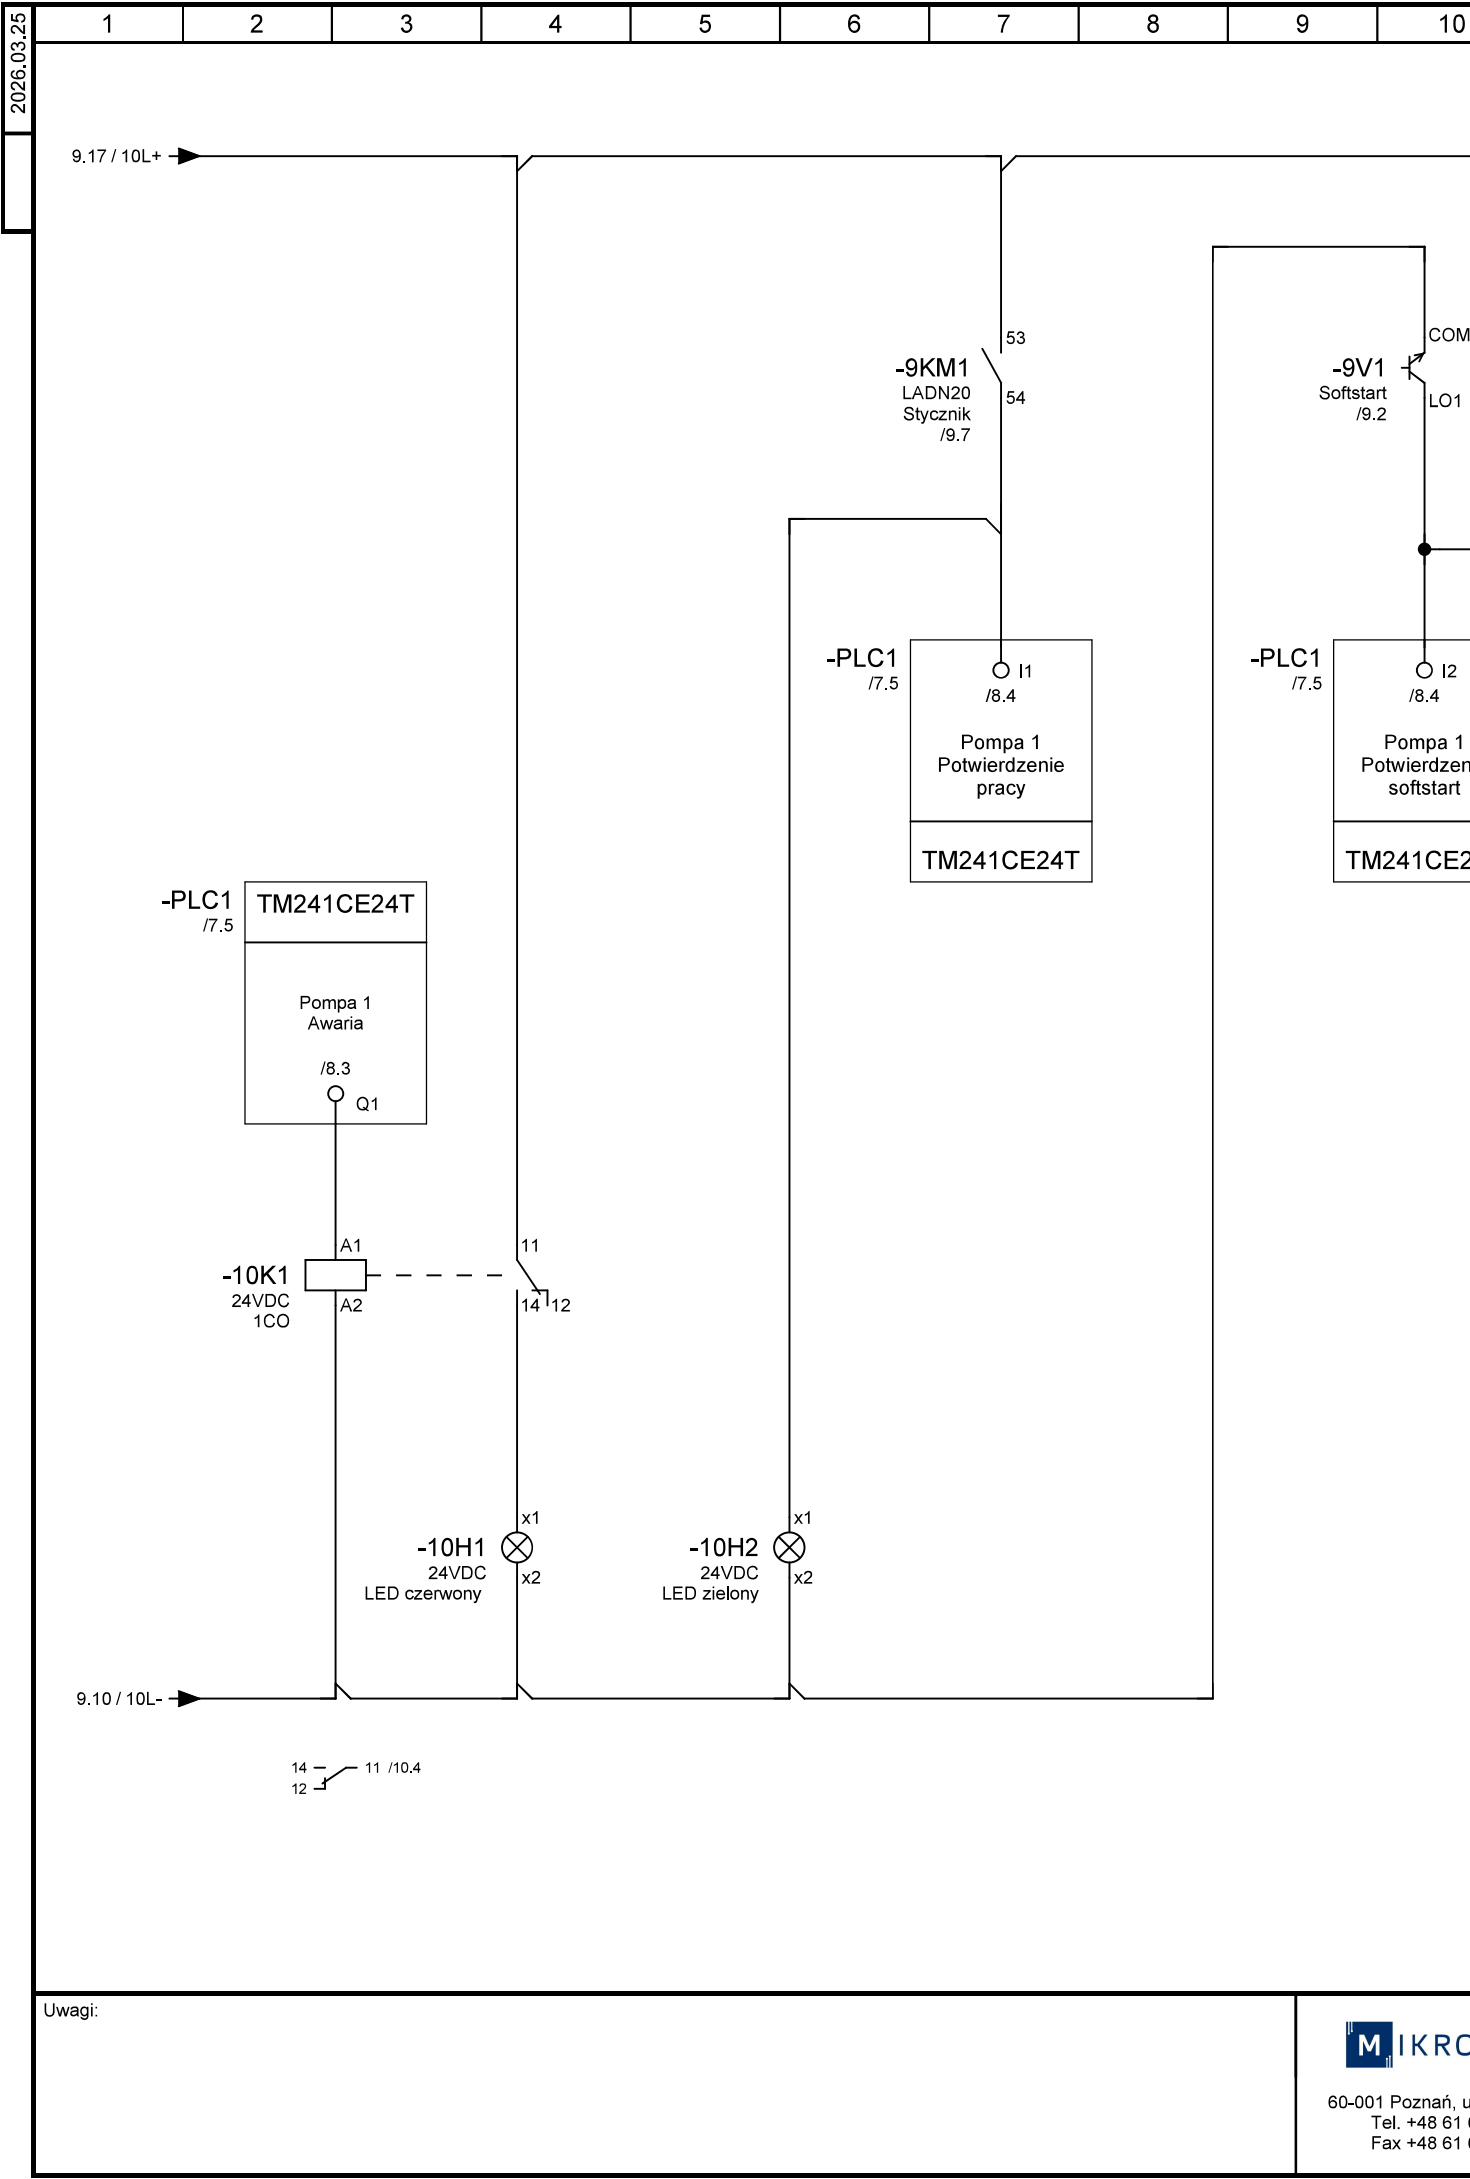 2026.03.25
1 2 3 4 5 6 7 8 9 10
9.17 / 10L+
53
-9KM1
LADN20
54
Stycznik
/9.7
COM
-9V1
Softstart
LO1
/9.2
-PLC1
/7.5
I1
/8.4
Pompa 1
Potwierdzenie
pracy
TM241CE24T
-PLC1
/7.5
I2
/8.4
Pompa 1
Potwierdzen
softstart
TM241CE2
-PLC1
/7.5
TM241CE24T
Pompa 1
Awaria
/8.3
Q1
A1
-10K1
24VDC
A2
1CO
11
14 12
x1
-10H1
24VDC
x2
LED czerwony
x1
-10H2
24VDC
x2
LED zielony
9.10 / 10L-
14 11 /10.4
12
Uwagi:
MIKRO
60-001 Poznań, u
Tel. +48 61
Fax +48 61